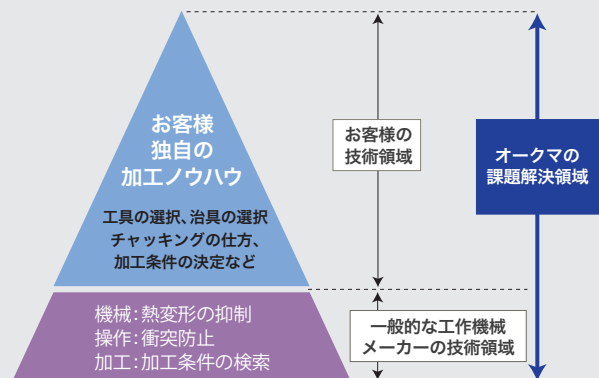 お客様
独自の
加工ノウハウ
工具の選択、治具の選択
チャッキングの仕方、
加工条件の決定など
機械：熱変形の抑制
操作：衝突防止
加工：加工条件の検索
お客様の
技術領域
一般的な工作機械
メーカーの技術領域
オークマの
課題解決領域